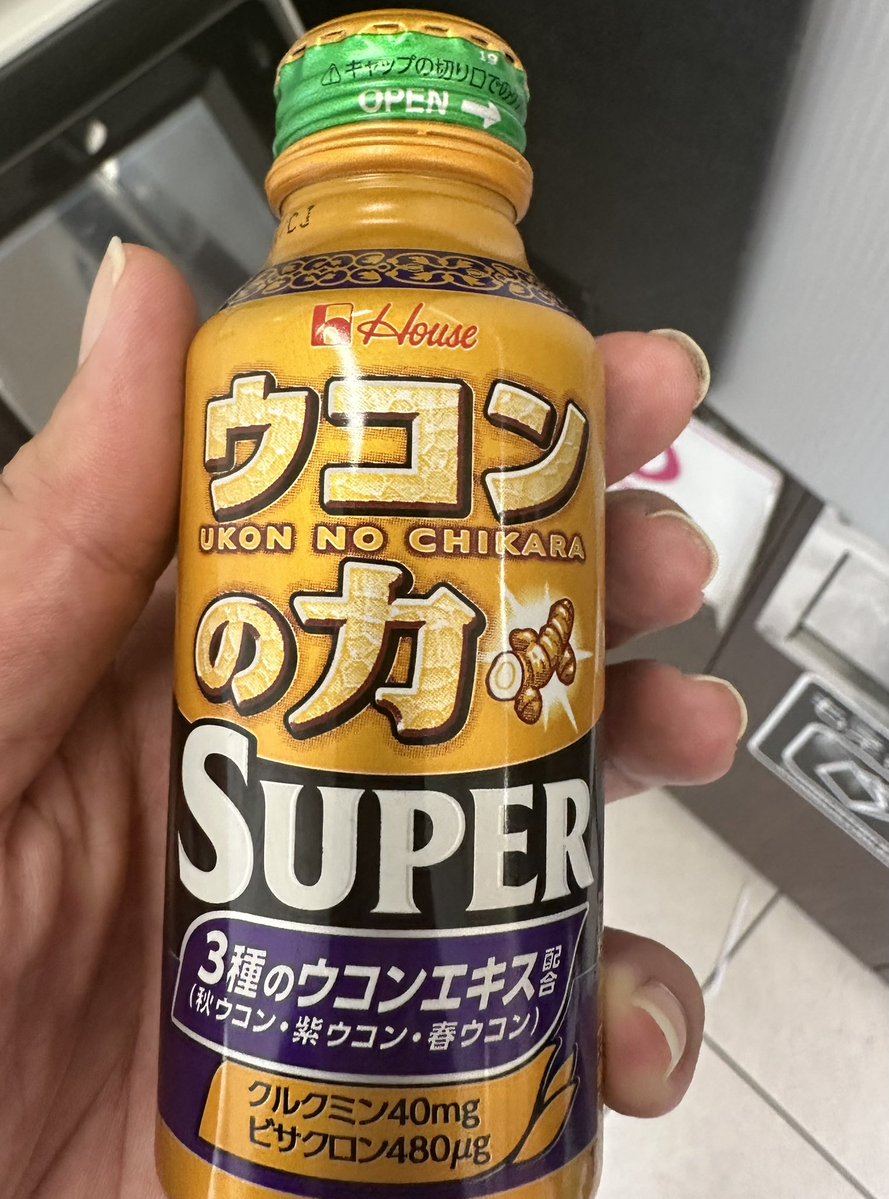 19
⚠キャップの切り口での
OPEN →
CJ
House
ウコン
UKON NO CHIKARA
の力
SUPER
3種のウコンエキス配合
(秋ウコン・紫ウコン・春ウコン)
クルクミン40mg
ビサクロン480μg